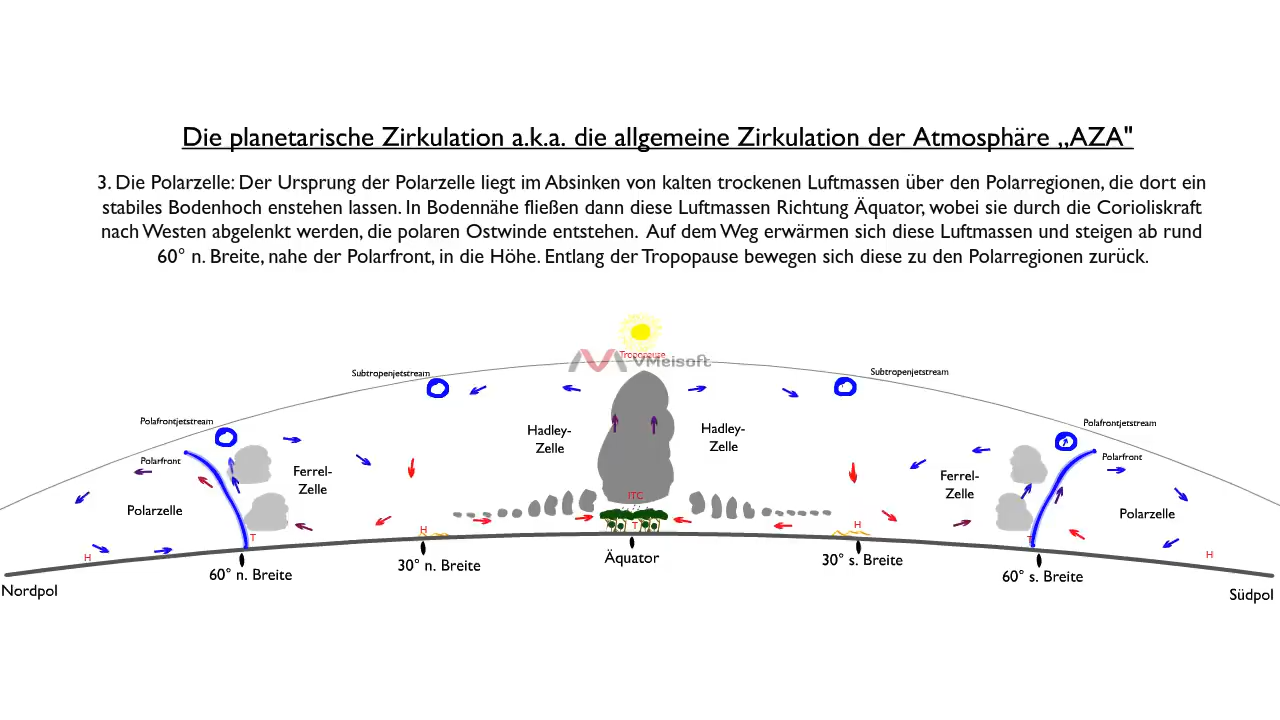 Die planetarische Zirkulation a.k.a. die allgemeine Zirkulation der Atmosphäre „AZA"
3. Die Polarzelle: Der Ursprung der Polarzelle liegt im Absinken von kalten trockenen Luftmassen über den Polarregionen, die dort ein
stabiles Bodenhoch enstehen lassen. In Bodennähe fließen dann diese Luftmassen Richtung Äquator, wobei sie durch die Corioliskraft
nach Westen abgelenkt werden, die polaren Ostwinde entstehen. Auf dem Weg erwärmen sich diese Luftmassen und steigen ab rund
60° n. Breite, nahe der Polarfront, in die Höhe. Entlang der Tropopause bewegen sich diese zu den Polarregionen zurück.
Tropopause
VMeisoft
Subtropenjetstream
Subtropenjetstream
Polafrontjetstream
Polafrontjetstream
Hadley-
Zelle
Hadley-
Zelle
Polarfront
Polarfront
Ferrel-
Zelle
Ferrel-
Zelle
ITC
Polarzelle
Polarzelle
H
T
H
T
H
T
H
Nordpol
60° n. Breite
30° n. Breite
Äquator
30° s. Breite
60° s. Breite
Südpol